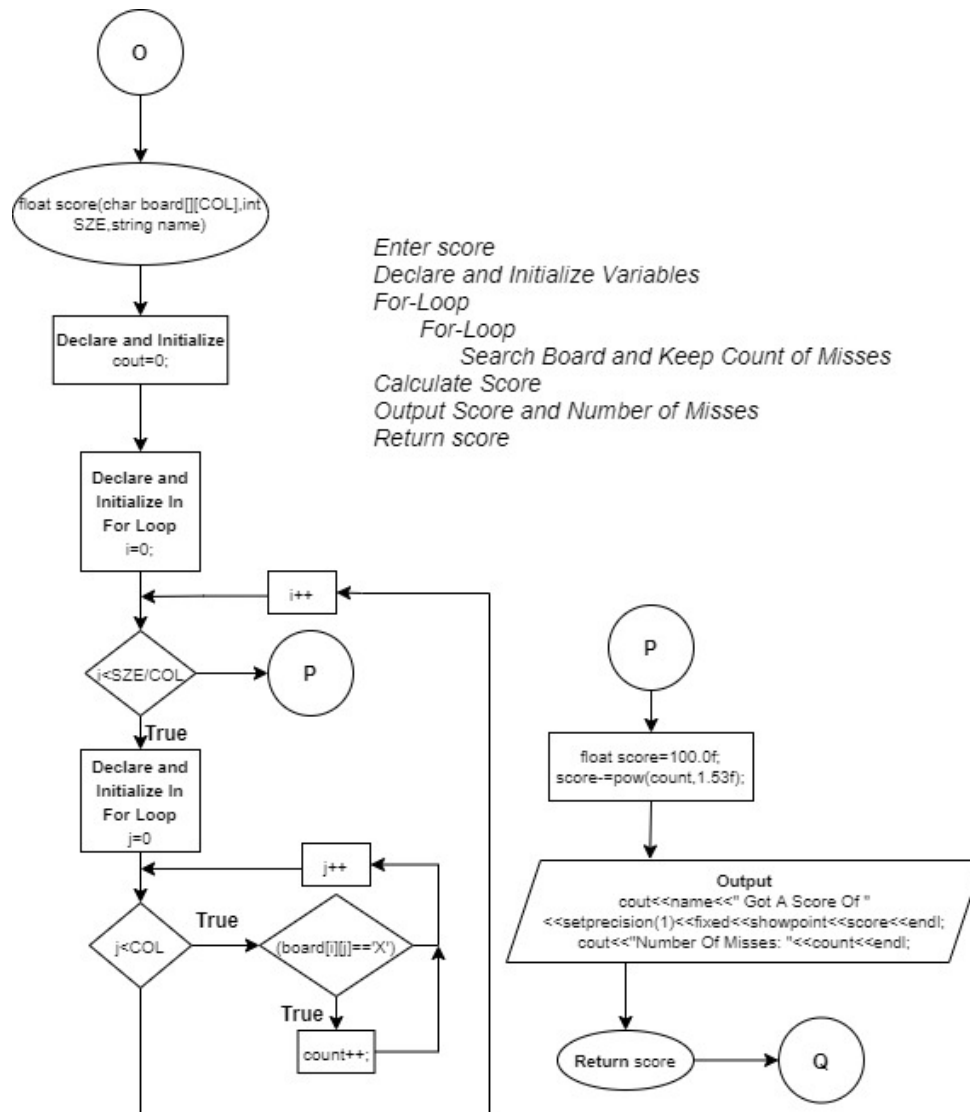 O
float score(char board[][COL],int
SZE,string name)
Declare and Initialize
cout=0;
Declare and
Initialize In
For Loop
i=0;
i++
j<SZE/COL
P
True
Declare and
Initialize In
For Loop
j=0
j++
j<COL
True
(board[i][j]=='X')
True
count++;
Enter score
Declare and Initialize Variables
For-Loop
For-Loop
Search Board and Keep Count of Misses
Calculate Score
Output Score and Number of Misses
Return score
P
float score=100.0f;
score-=pow(count,1.53f);
Output
cout<<name<<" Got A Score Of "
<<setprecision(1)<<fixed<<showpoint<<score<<endl;
cout<<"Number Of Misses: "<<count<<endl;
Return score
Q